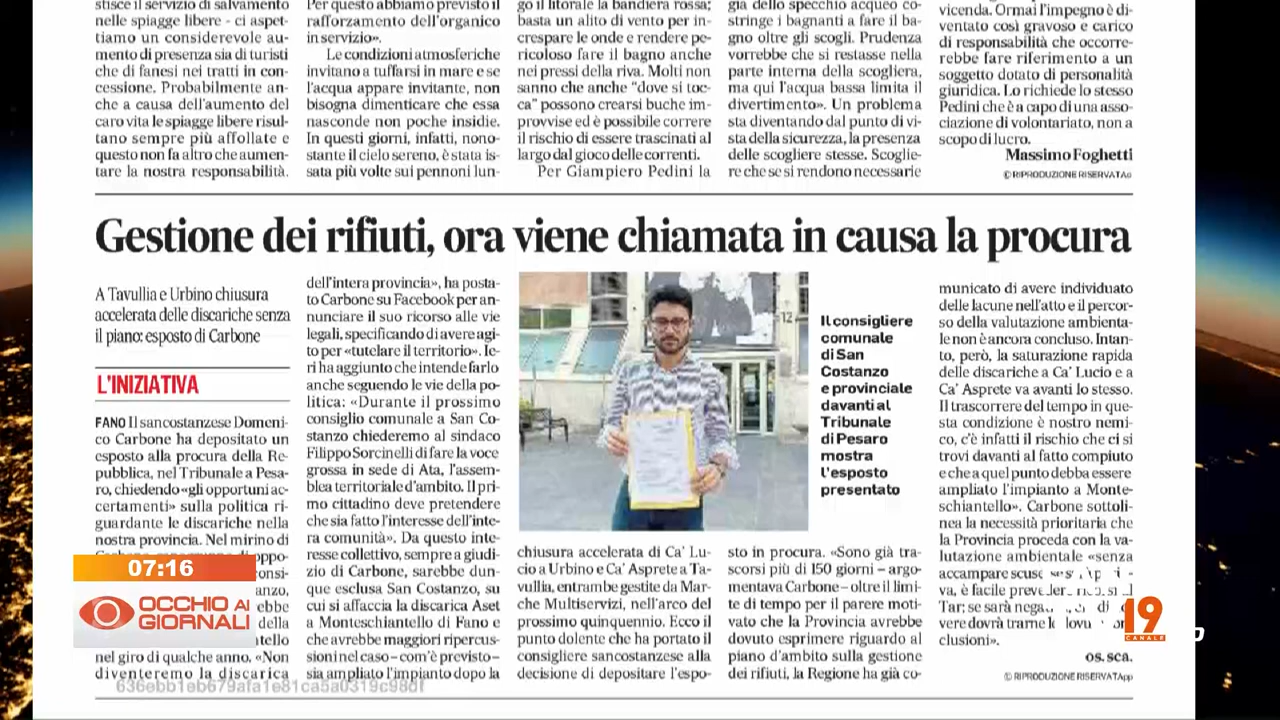 stisce il servizio di salvamento
nelle spiagge libere - ci aspet-
tiamo un considerevole au-
mento di presenza sia di turisti
che di fanesi nei tratti in con-
cessione. Probabilmente an-
che a causa dell'aumento del
caro vita le spiagge libere risul-
tano sempre più affollate e
questo non fa altro che aumen-
tare la nostra responsabilità.
Per questo abbiamo previsto il
rafforzamento dell'organico
in servizio».
Le condizioni atmosferiche
invitano a tuffarsi in mare e se
l'acqua appare invitante, non
bisogna dimenticare che essa
nasconde non poche insidie.
In questi giorni, infatti, nono-
stante il cielo sereno, è stata is-
sata più volte sui pennoni lun-
go il litorale la bandiera rossa;
basta un alito di vento per in-
crespare le onde e rendere pe-
ricoloso fare il bagno anche
nei pressi della riva. Molti non
sanno che anche "dove si toc-
ca" possono crearsi buche im-
provvise ed è possibile correre
il rischio di essere trascinati al
largo dal gioco delle correnti.
Per Giampiero Pedini la
gia dello specchio acqueo co-
stringe i bagnanti a fare il ba-
gno oltre gli scogli. Prudenza
vorrebbe che si restasse nella
parte interna della scogliera,
ma qui l'acqua bassa limita il
divertimento». Un problema
sta diventando dal punto di vi-
sta della sicurezza, la presenza
delle scogliere stesse. Scoglie-
re che se si rendono necessarie
vicenda. Ormai l'impegno è di-
ventato così gravoso e carico
di responsabilità che occorre-
rebbe fare riferimento a un
soggetto dotato di personalità
giuridica. Lo richiede lo stesso
Pedini che è a capo di una asso-
ciazione di volontariato, non a
scopo di lucro.
Massimo Foghetti
© RIPRODUZIONE RISERVATA
Gestione dei rifiuti, ora viene chiamata in causa la procura
A Tavullia e Urbino chiusura
accelerata delle discariche senza
il piano: esposto di Carbone
L'INIZIATIVA
FANO Il sancostanzese Domeni-
co Carbone ha depositato un
esposto alla procura della Re-
pubblica, nel Tribunale a Pesa-
ro, chiedendo «gli opportuni ac-
certamenti» sulla politica ri-
guardante le discariche nella
nostra provincia. Nel mirino di
oppo-
onsi-
anzo,
ebbe
della
tello
nel giro di qualche anno. «Non
diventeremo la discarica
dell'intera provincia», ha posta-
to Carbone su Facebook per an-
nunciare il suo ricorso alle vie
legali, specificando di avere agi-
to per «tutelare il territorio». Ie-
ri ha aggiunto che intende farlo
anche seguendo le vie della po-
litica: «Durante il prossimo
consiglio comunale a San Co-
stanzo chiederemo al sindaco
Filippo Sorcinelli di fare la voce
grossa in sede di Ata, l'assem-
blea territoriale d'ambito. Il pri-
mo cittadino deve pretendere
che sia fatto l'interesse dell'inte-
ra comunità». Da questo inte-
resse collettivo, sempre a giudi-
zio di Carbone, sarebbe dun-
que esclusa San Costanzo, su
cui si affaccia la discarica Aset
a Monteschiantello di Fano e
che avrebbe maggiori ripercus-
sioni nel caso – com'è previsto –
sia ampliato l'impianto dopo la
12
Il consigliere
comunale
di San
Costanzo
e provinciale
davanti al
Tribunale
di Pesaro
mostra
l'esposto
presentato
chiusura accelerata di Ca' Lu-
cio a Urbino e Ca' Asprete a Ta-
vullia, entrambe gestite da Mar-
che Multiservizi, nell'arco del
prossimo quinquennio. Ecco il
punto dolente che ha portato il
consigliere sancostanzese alla
decisione di depositare l'espo-
sto in procura. «Sono già tra-
scorsi più di 150 giorni – argo-
mentava Carbone – oltre il limi-
te di tempo per il parere moti-
vato che la Provincia avrebbe
dovuto esprimere riguardo al
piano d'ambito sulla gestione
dei rifiuti, la Regione ha già co-
municato di avere individuato
delle lacune nell'atto e il percor-
so della valutazione ambienta-
le non è ancora concluso. Intan-
to, però, la saturazione rapida
delle discariche a Ca' Lucio e a
Ca' Asprete va avanti lo stesso.
Il trascorrere del tempo in que-
sta condizione è nostro nemi-
co, c'è infatti il rischio che ci si
trovi davanti al fatto compiuto
e che a quel punto debba essere
ampliato l'impianto a Monte-
schiantello». Carbone sottoli-
nea la necessità prioritaria che
la Provincia proceda con la va-
lutazione ambientale «senza
accampare scuse
va, è facile
Tar; se sarà di
vere dovrà trarne
clusioni».
os. sca.
© RIPRODUZIONE RISERVATA
07:16
OCCHIO AI
GIORNALI
19
CANALE
636ebb1eb679afa1e81ca5a0319c98df